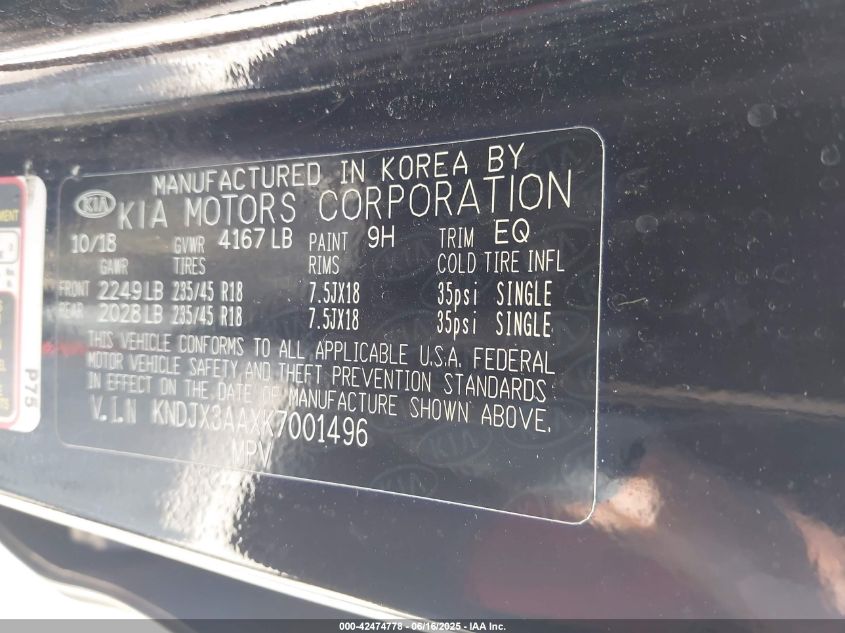 MANUFACTURED IN KOREA BY
KIA KIA MOTORS CORPORATION
10/18 GVWR 4167 LB PAINT 9H TRIM EQ
GAWR TIRES RIMS COLD TIRE INFL
FRONT 2249 LB 235/45 R18 7.5JX18 35psi SINGLE
REAR 2028 LB 235/45 R18 7.5JX18 35psi SINGLE
THIS VEHICLE CONFORMS TO ALL APPLICABLE U.S.A. FEDERAL
MOTOR VEHICLE SAFETY AND THEFT PREVENTION STANDARDS
IN EFFECT ON THE DATE OF MANUFACTURE SHOWN ABOVE.
V.I.N KNDJX3AAXK7001496
MPV
P75
000-42474778 - 06/16/2025 - IAA Inc.